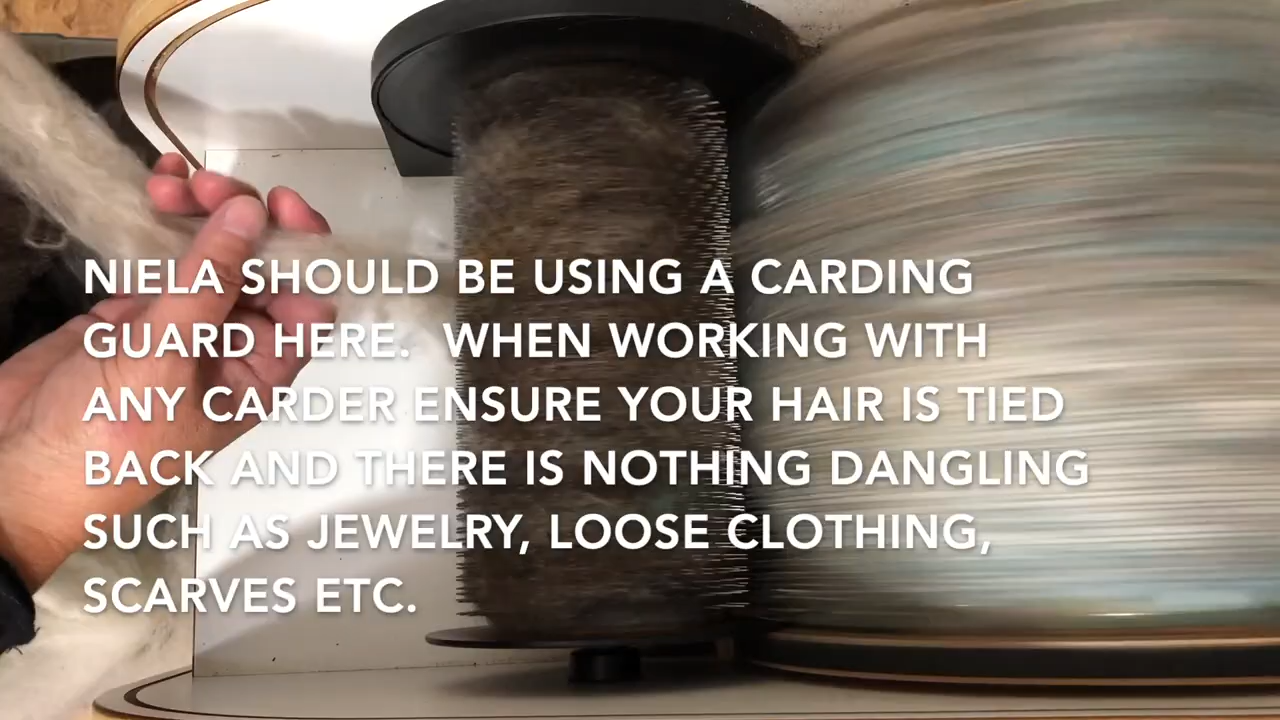 NIELA SHOULD BE USING A CARDING
GUARD HERE.  WHEN WORKING WITH
ANY CARDER ENSURE YOUR HAIR IS TIED
BACK AND THERE IS NOTHING DANGLING
SUCH AS JEWELRY, LOOSE CLOTHING,
SCARVES ETC.